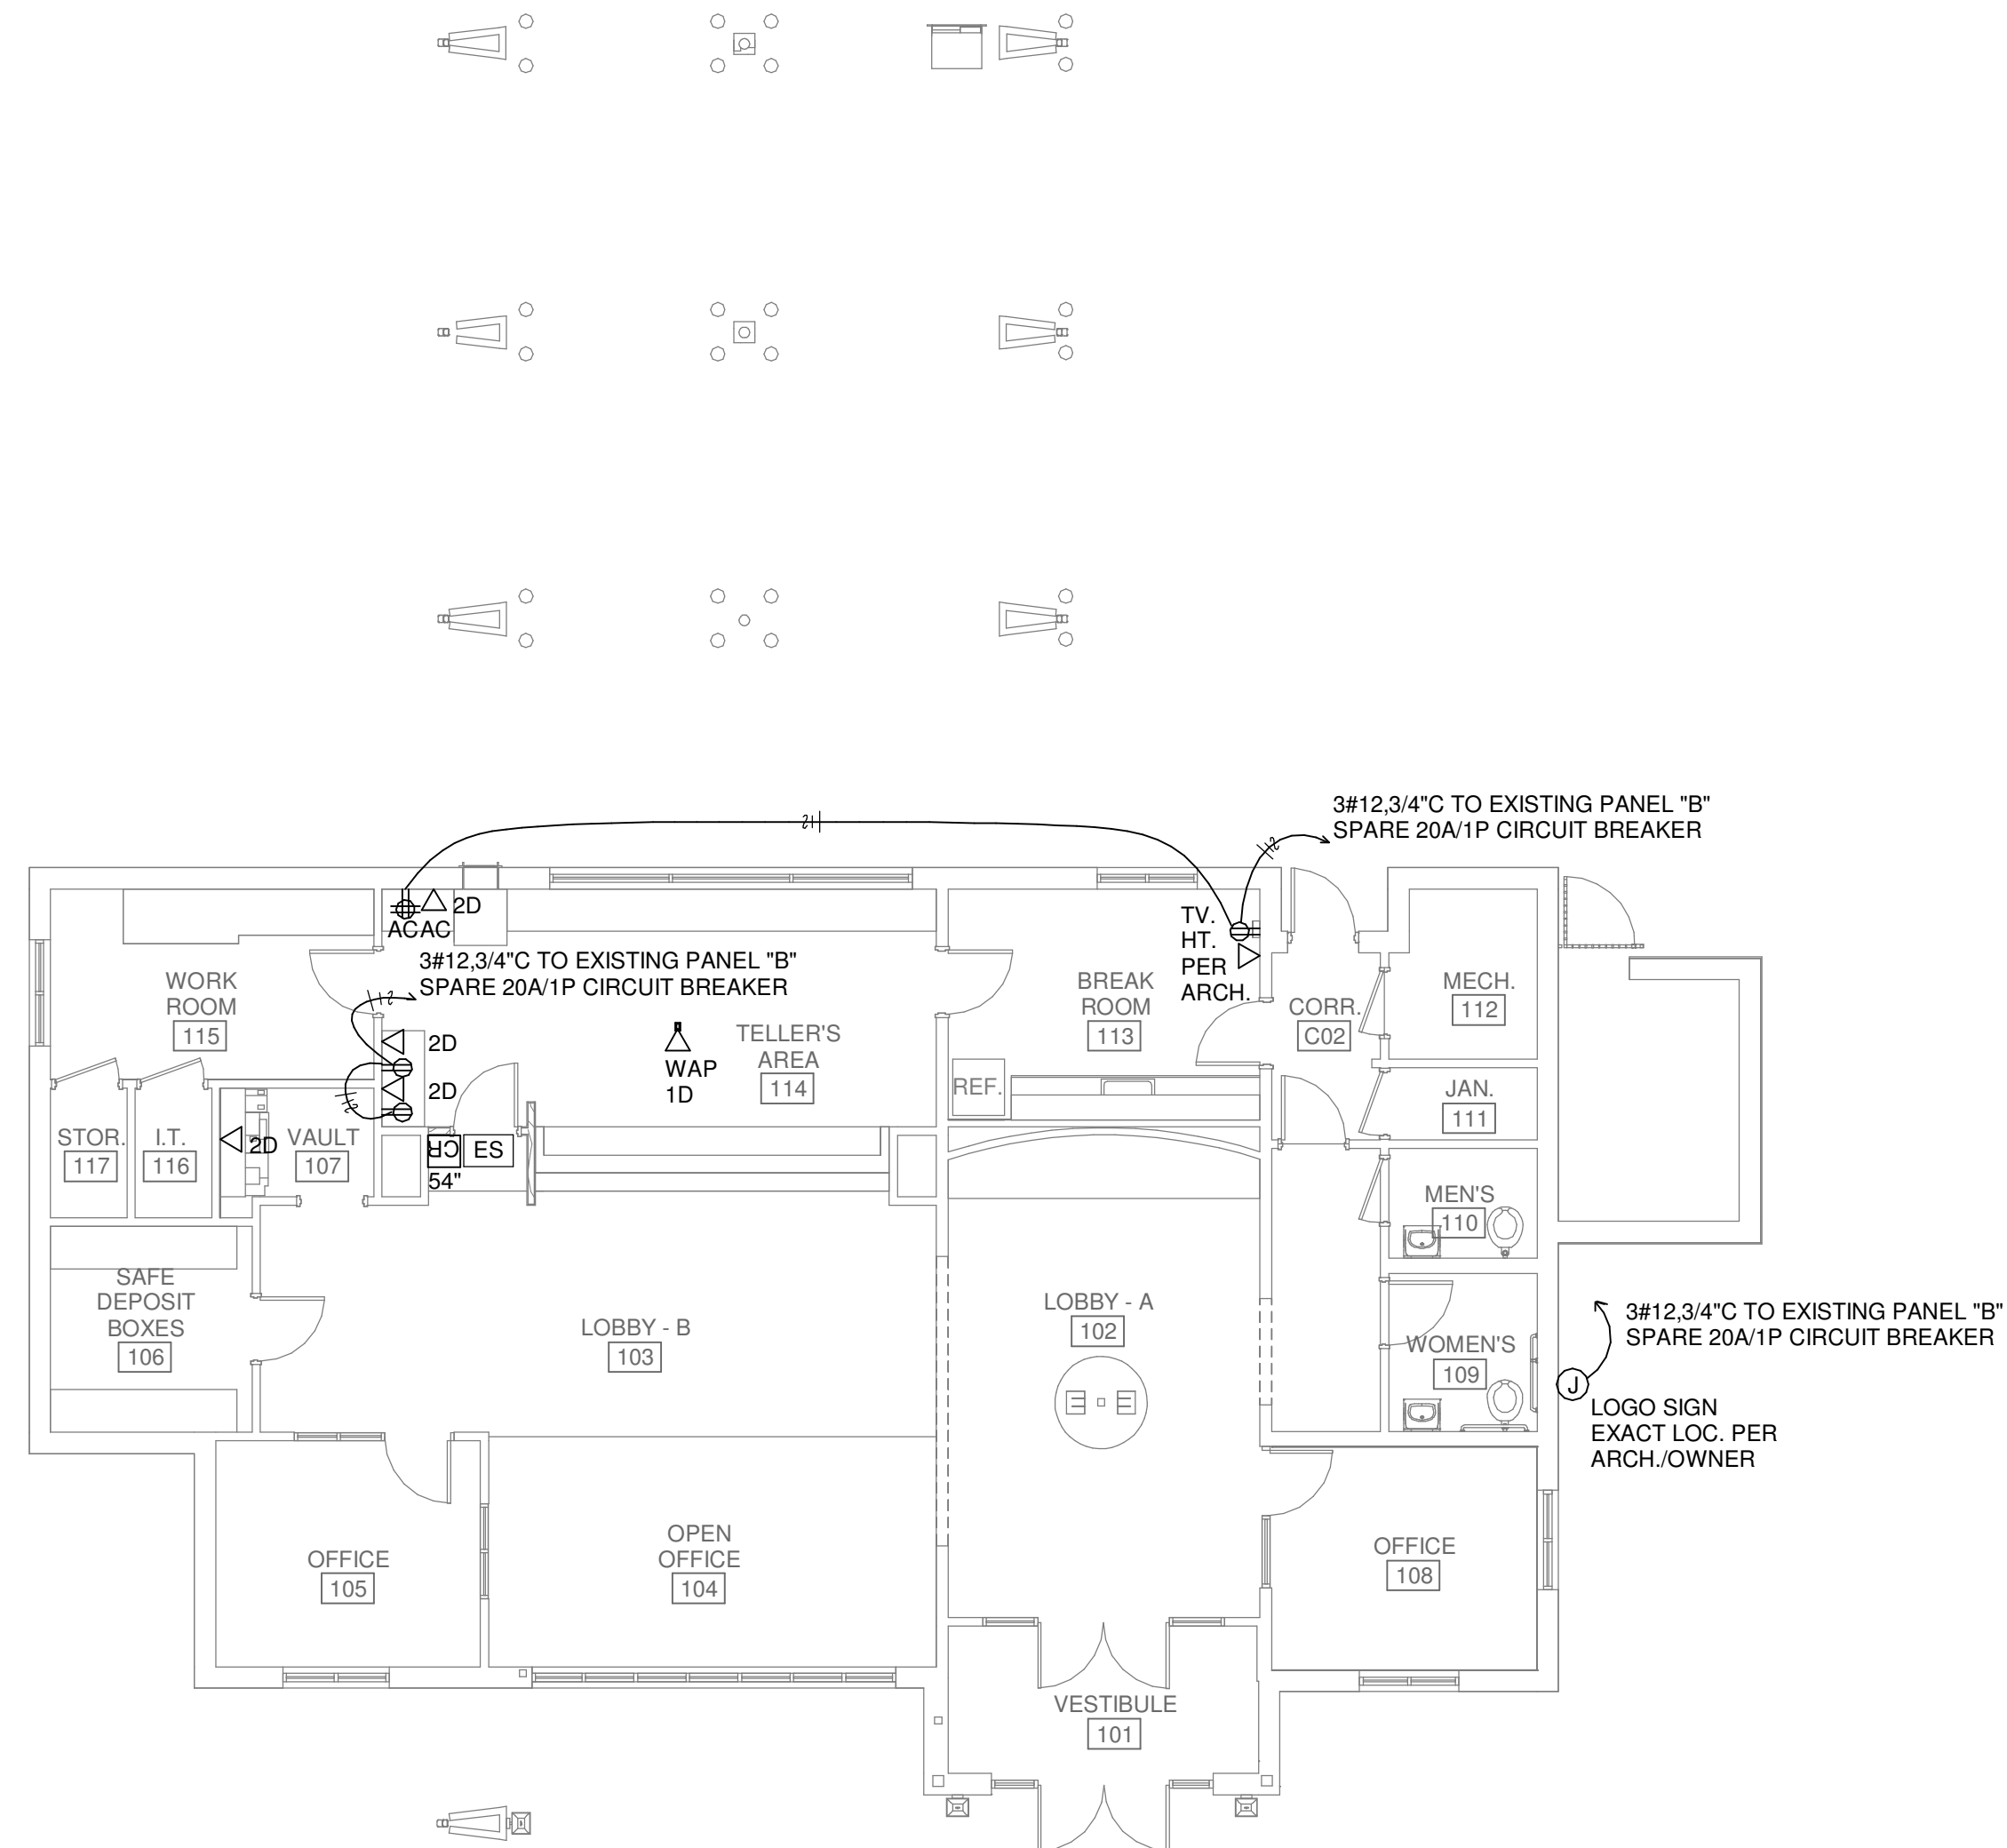 3#12,3/4"C TO EXISTING PANEL "B"
SPARE 20A/1P CIRCUIT BREAKER
2D
AC AC
3#12,3/4"C TO EXISTING PANEL "B"
SPARE 20A/1P CIRCUIT BREAKER
TV.
HT.
PER
ARCH.
WORK
ROOM
115
2D
2D
WAP
1D
TELLER'S
AREA
114
BREAK
ROOM
113
REF.
CORR.
C02
MECH.
112
JAN.
111
STOR.
117
I.T.
116
2D
VAULT
107
CR
ES
54"
MEN'S
110
SAFE
DEPOSIT
BOXES
106
LOBBY - B
103
LOBBY - A
102
WOMEN'S
109
3#12,3/4"C TO EXISTING PANEL "B"
SPARE 20A/1P CIRCUIT BREAKER
J
LOGO SIGN
EXACT LOC. PER
ARCH./OWNER
OFFICE
105
OPEN
OFFICE
104
OFFICE
108
VESTIBULE
101